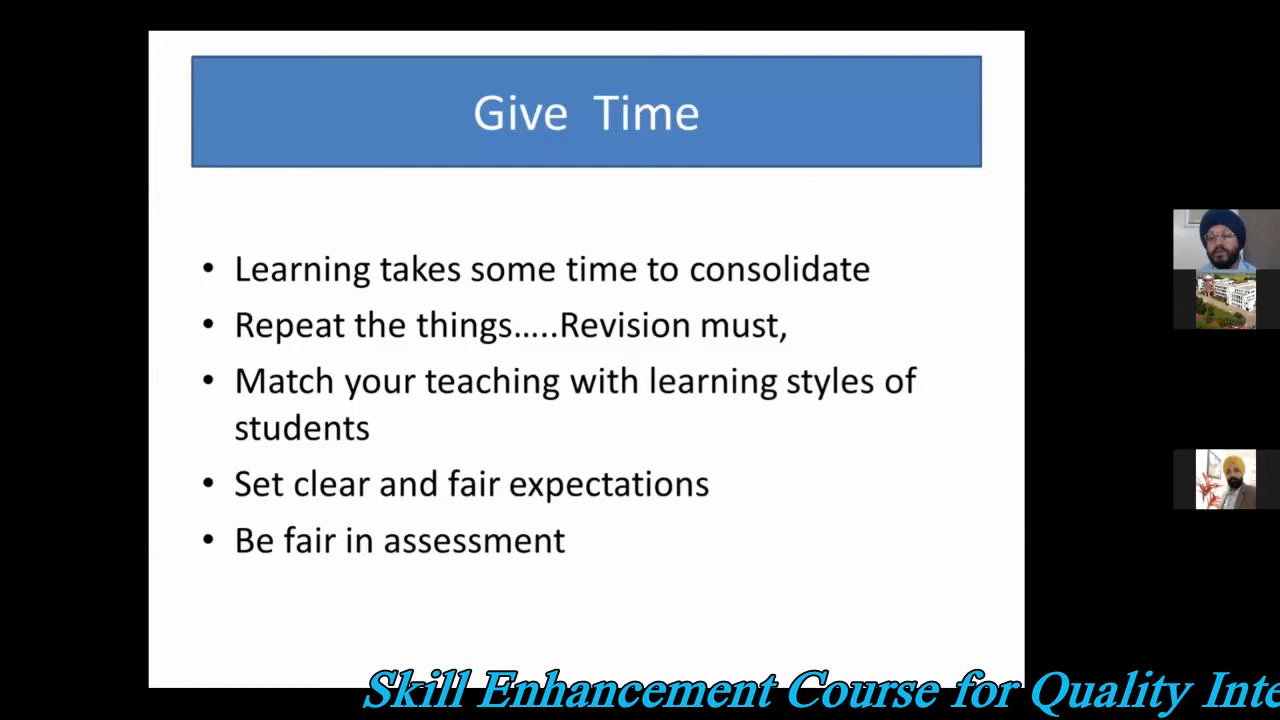 Give Time
• Learning takes some time to consolidate
• Repeat the things.....Revision must,
• Match your teaching with learning styles of
students
• Set clear and fair expectations
• Be fair in assessment
Skill Enhancement Course for Quality Inte